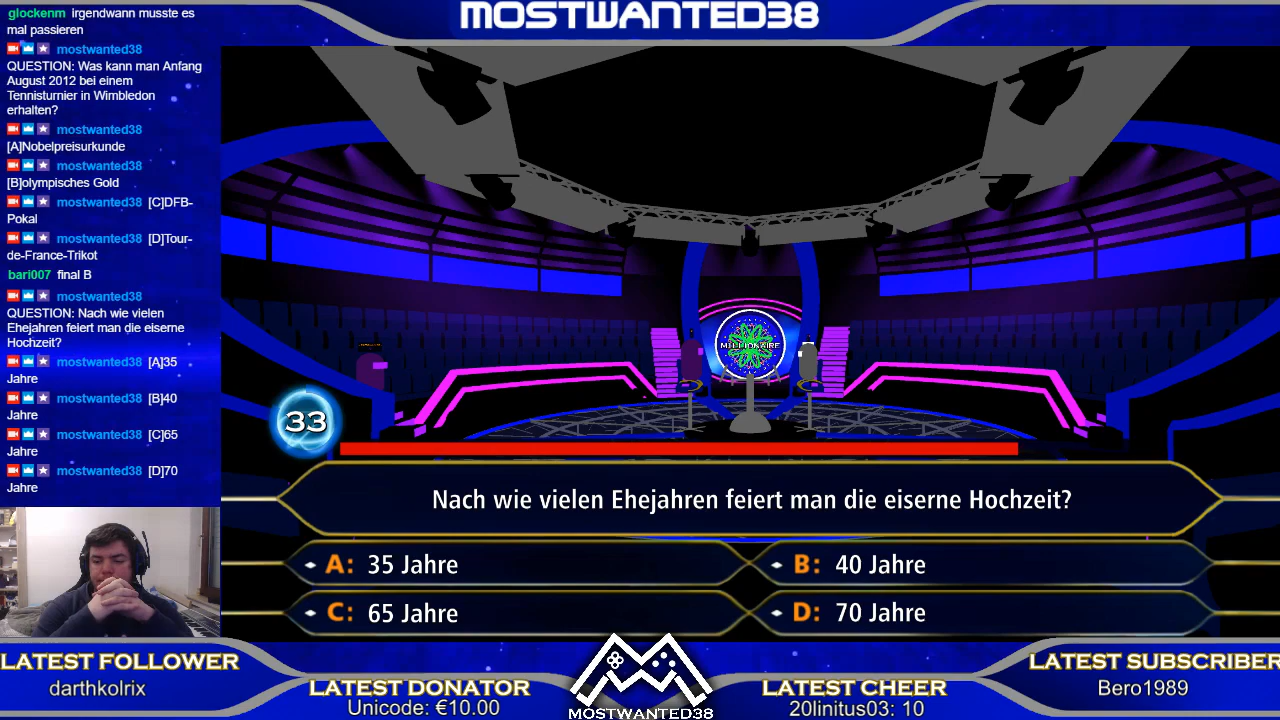 MOSTWANTED38
glockenm irgendwann musste es
mal passieren
mostwanted38
QUESTION: Was kann man Anfang
August 2012 bei einem
Tennisturnier in Wimbledon
erhalten?
mostwanted38
[A]Nobelpreisurkunde
mostwanted38
[B]olympisches Gold
mostwanted38 [C]DFB-
Pokal
mostwanted38 [D]Tour-
de-France-Trikot
bari007 final B
mostwanted38
QUESTION: Nach wie vielen
Ehejahren feiert man die eiserne
Hochzeit?
mostwanted38 [A]35
Jahre
mostwanted38 [B]40
Jahre
mostwanted38 [C]65
Jahre
mostwanted38 [D]70
Jahre
MILLIONAIRE
33
Nach wie vielen Ehejahren feiert man die eiserne Hochzeit?
A: 35 Jahre
B: 40 Jahre
C: 65 Jahre
D: 70 Jahre
LATEST FOLLOWER
darthkolrix
LATEST DONATOR
Unicode: €10.00
MOSTWANTED38
LATEST CHEER
20linitus03: 10
LATEST SUBSCRIBER
Bero1989